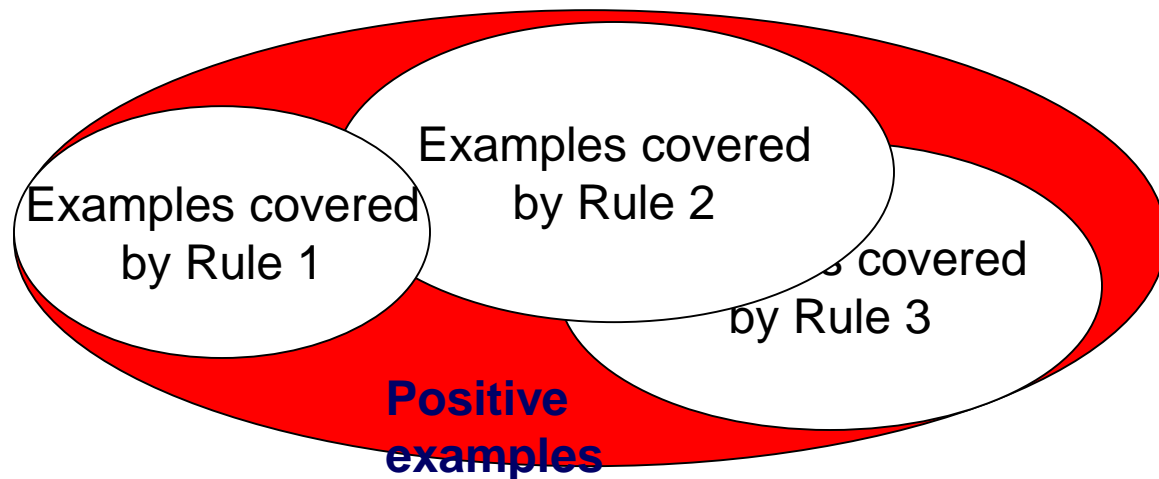 Examples covered
by Rule 2
Examples covered
by Rule 1
covered
by Rule 3
Positive
examples